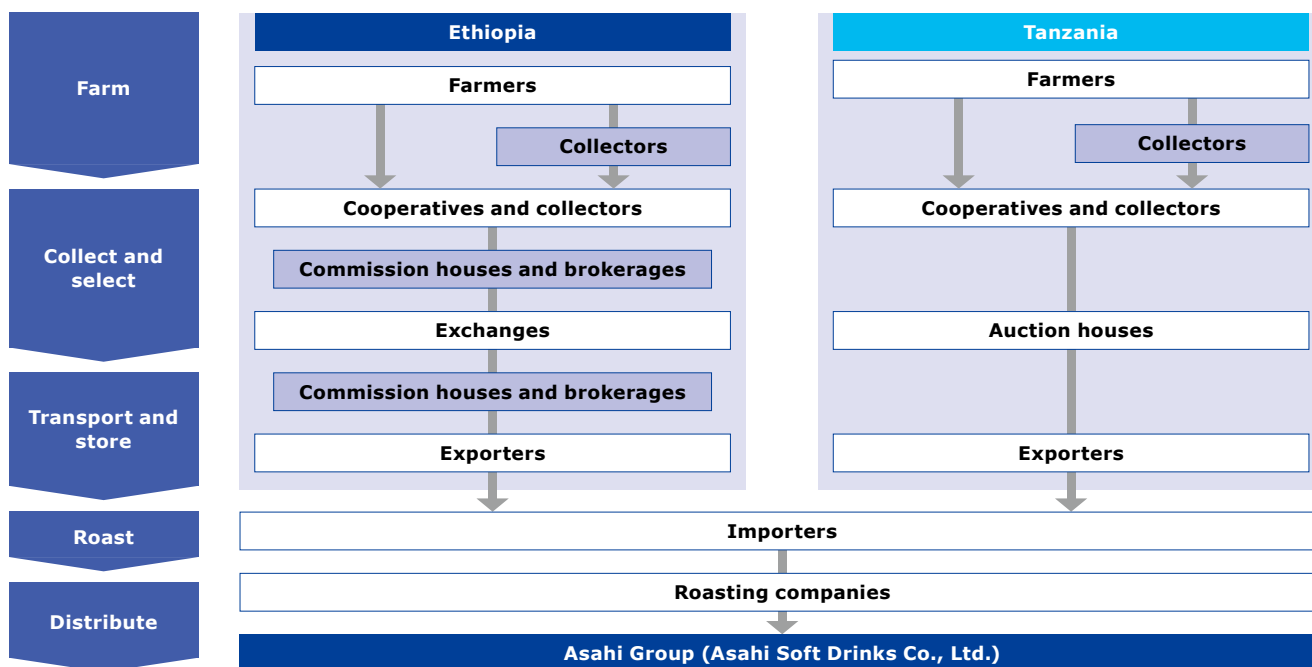 Ethiopia
Tanzania
Farm
Farmers
Farmers
Collectors
Collectors
Collect and
select
Cooperatives and collectors
Cooperatives and collectors
Commission houses and brokerages
Exchanges
Auction houses
Transport and
store
Commission houses and brokerages
Exporters
Exporters
Roast
Importers
Distribute
Roasting companies
Asahi Group (Asahi Soft Drinks Co., Ltd.)